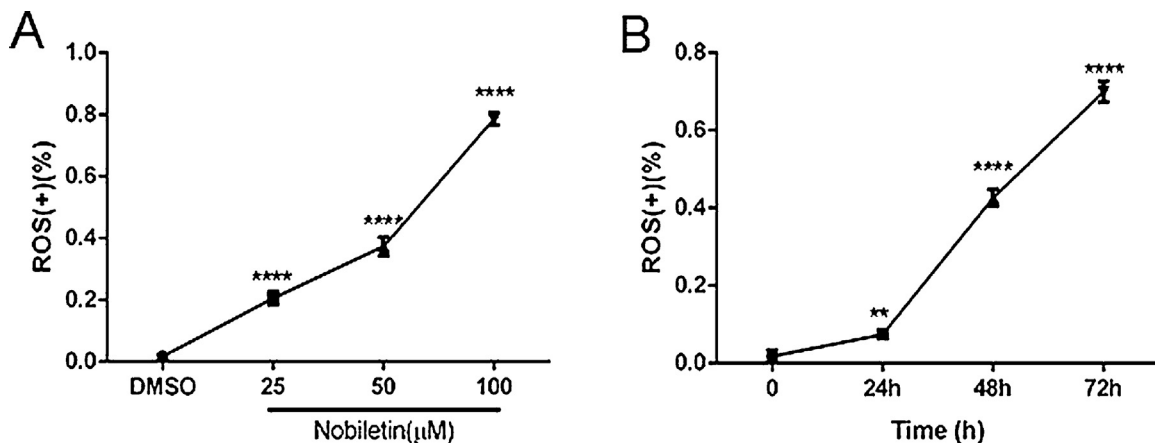 A
ROS(+)(%)
1.0
0.8
0.6
0.4
0.2
0.0
****
****
****
DMSO 25 50 100
Nobiletin(μM)
B
ROS(+)(%)
0.8
0.6
0.4
0.2
0.0
**
****
****
0 24h 48h 72h
Time (h)